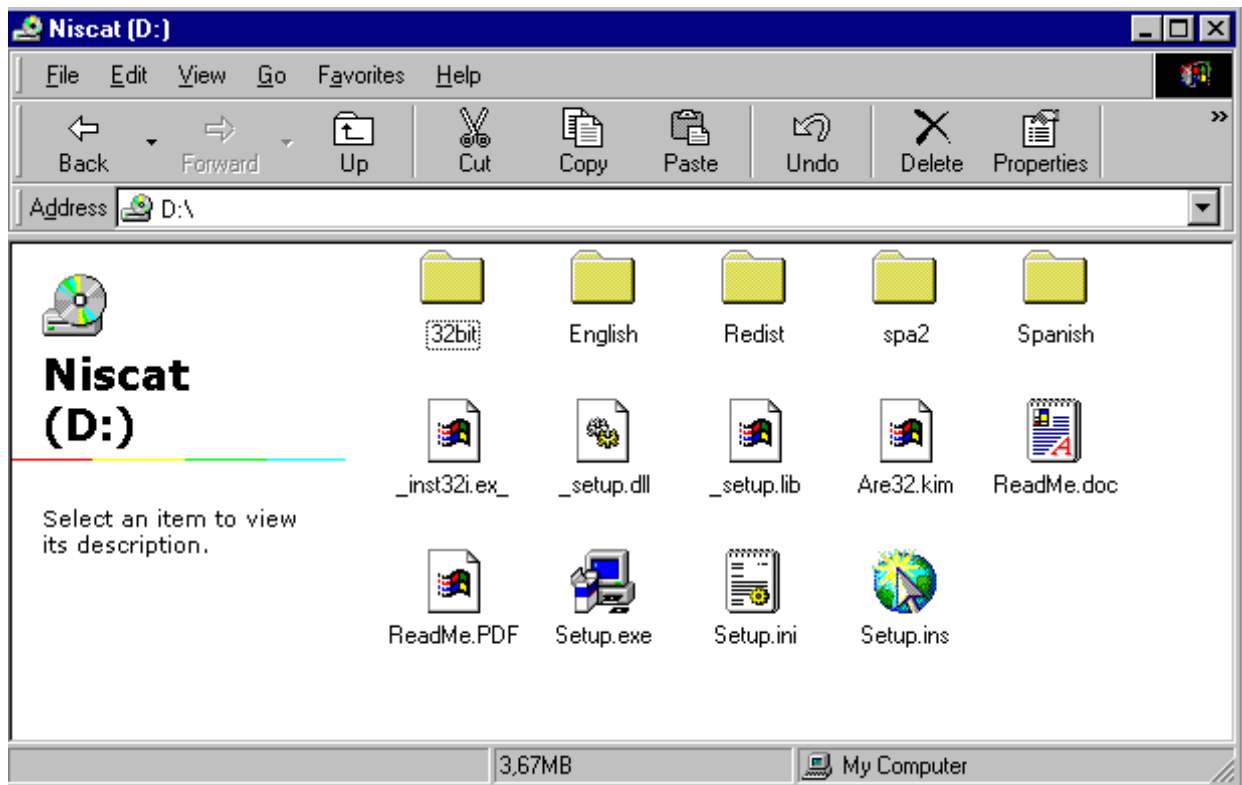 Niscat (D:)
File Edit View Go Favorites Help
Back Forward Up Cut Copy Paste Undo Delete Properties »
Address D:\
Niscat
(D:)
Select an item to view
its description.
32bit English Redist spa2 Spanish
_inst32i.ex_ _setup.dll _setup.lib Are32.kim ReadMe.doc
ReadMe.PDF Setup.exe Setup.ini Setup.ins
3,67MB My Computer